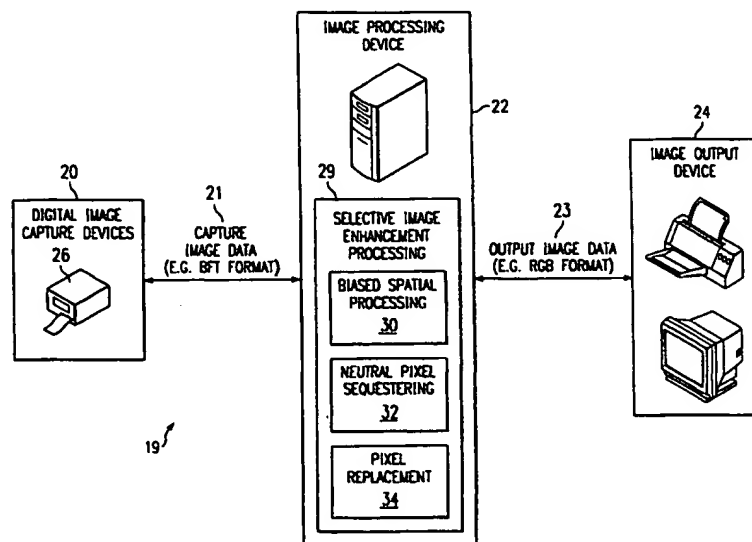 IMAGE PROCESSING
DEVICE
22
24
IMAGE OUTPUT
DEVICE
20
DIGITAL IMAGE
CAPTURE DEVICES
26
21
CAPTURE
IMAGE DATA
(E.G. BFT FORMAT)
29
SELECTIVE IMAGE
ENHANCEMENT
PROCESSING
BIASED SPATIAL
PROCESSING
30
NEUTRAL PIXEL
SEQUESTERING
32
PIXEL
REPLACEMENT
34
23
OUTPUT IMAGE DATA
(E.G. RGB FORMAT)
19